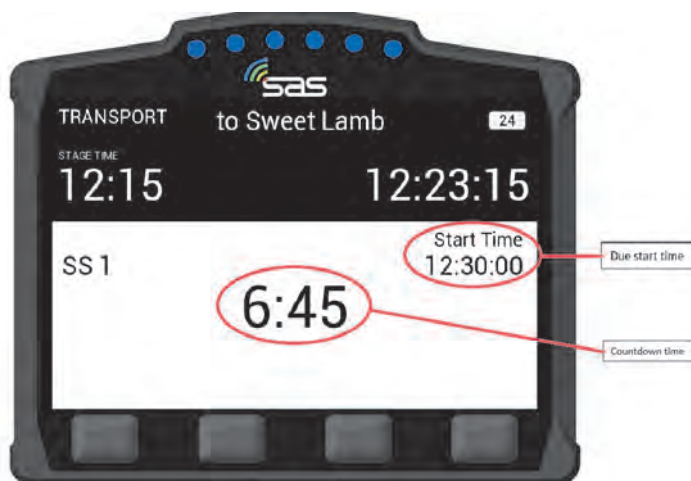 sas
TRANSPORT
to Sweet Lamb
24
STAGE TIME
12:15
12:23:15
SS 1
Start Time
12:30:00
6:45
Due start time
Countdown time